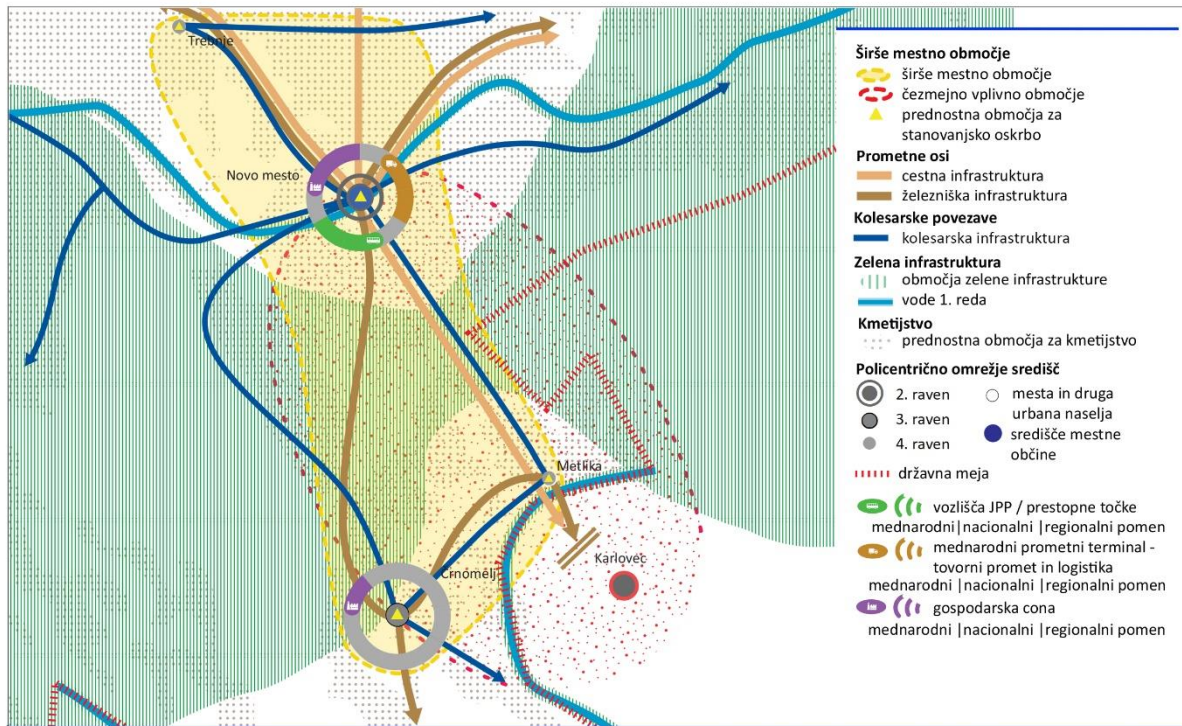 Trebnje
Novo mesto
Metlika
Karlovec
Črnomelj
Širše mestno območje
širše mestno območje
čezmejno vplivno območje
prednostna območja za
stanovanjsko oskrbo
Prometne osi
cestna infrastruktura
železniška infrastruktura
Kolesarske povezave
kolesarska infrastruktura
Zelena infrastruktura
območja zelene infrastrukture
vode 1. reda
Kmetijstvo
prednostna območja za kmetijstvo
Policentrično omrežje središč
2. raven
3. raven
4. raven
mesta in druga
urbana naselja
središče mestne
občine
državna meja
vozlišča JPP / prestopne točke
mednarodni |nacionalni |regionalni pomen
mednarodni prometni terminal -
tovorni promet in logistika
mednarodni |nacionalni |regionalni pomen
gospodarska cona
mednarodni |nacionalni |regionalni pomen